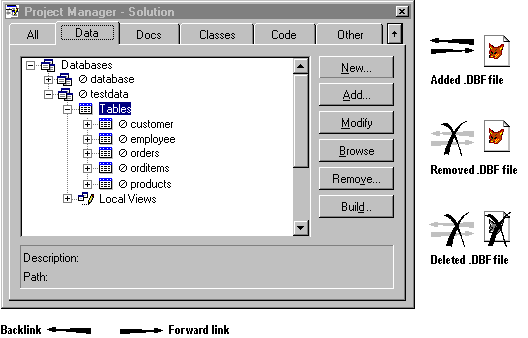 Project Manager - Solution
All Data Docs Classes Code Other
Databases
database
testdata
Tables
customer
employee
orders
orditems
products
Local Views
New...
Add...
Modify
Browse
Remove...
Build..
Description:
Path:
Added .DBF file
Removed .DBF file
Deleted .DBF file
Backlink
Forward link